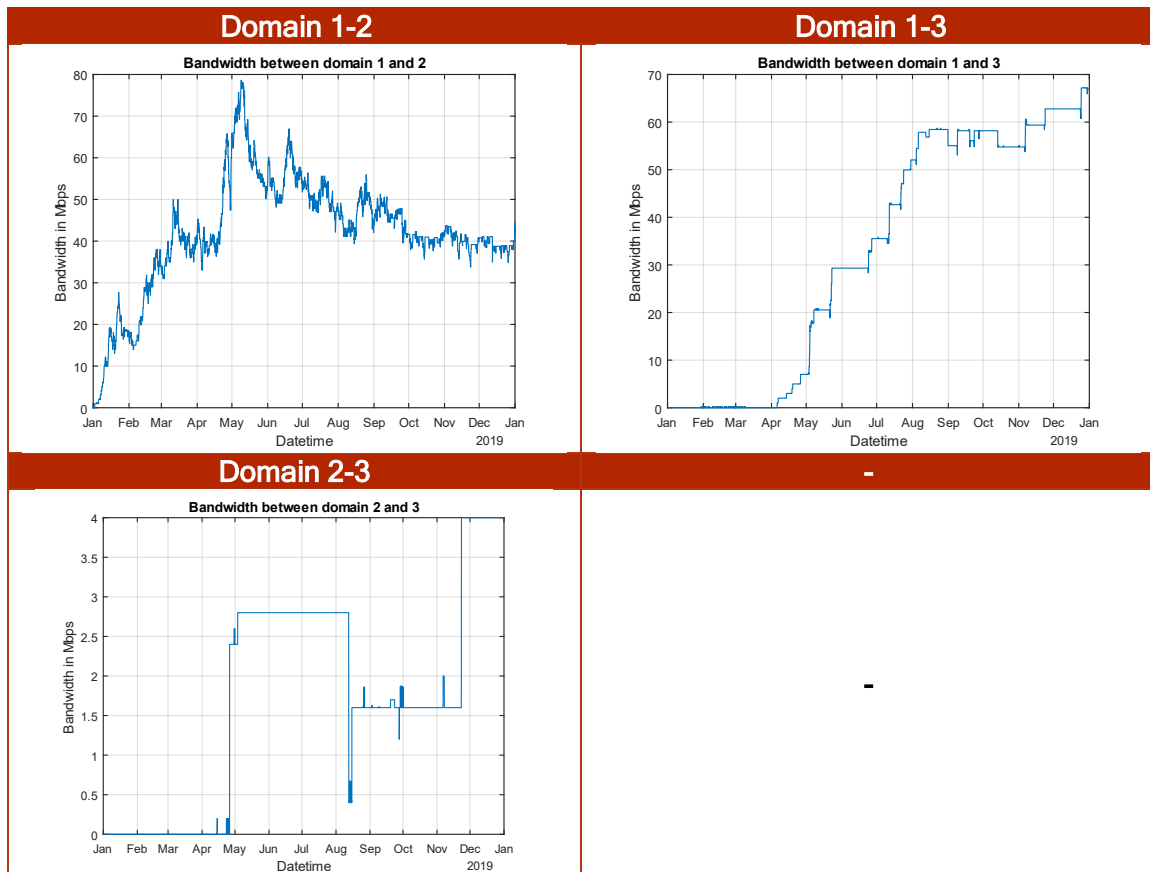 Domain 1-2
Domain 1-3
Bandwidth between domain 1 and 2
80
70
60
50
40
30
20
10
0
Bandwidth in Mbps
Jan Feb Mar Apr May Jun Jul Aug Sep Oct Nov Dec Jan
Datetime
2019
Bandwidth between domain 1 and 3
70
60
50
40
30
20
10
0
Bandwidth in Mbps
Jan Feb Mar Apr May Jun Jul Aug Sep Oct Nov Dec Jan
Datetime
2019
Domain 2-3
-
Bandwidth between domain 2 and 3
4
3.5
3
2.5
2
1.5
1
0.5
0
Bandwidth in Mbps
Jan Feb Mar Apr May Jun Jul Aug Sep Oct Nov Dec Jan
Datetime
2019
-